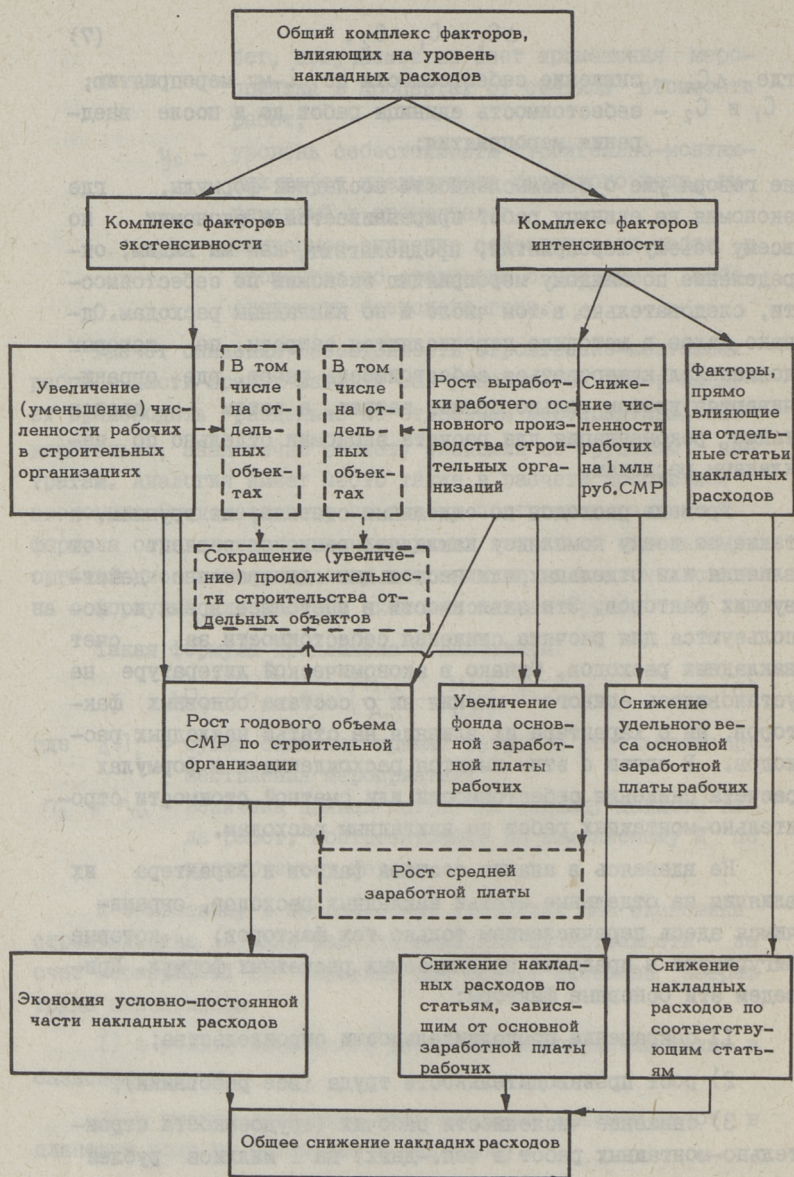 Общий комплекс факторов,
влияющих на уровень
накладных расходов
Комплекс факторов
экстенсивности
Комплекс факторов
интенсивности
Увеличение
(уменьшение) чис-
ленности рабочих
в строительных
организациях
В том
числе
на от-
дель-
ных
объек-
тах
В том
числе
на от-
дель-
ных
объек-
тах
Рост выработ-
ки рабочего ос-
новного произ-
водства строи-
тельных орга-
низаций
Сниже-
ние чис-
ленности
рабочих
на 1 млн
руб.СМР
Факторы,
прямо
влияющие
на отдель-
ные статьи
накладных
расходов
Сокращение (увеличе-
ние) продолжительнос-
ти строительства от-
дельных объектов
Рост годового объема
СМР по строительной
организации
Увеличение
фонда основ-
ной заработ-
ной платы
рабочих
Снижение
удельного ве-
са основной
заработной
платы рабочих
Рост средней
заработной платы
Экономия условно-постоянной
части накладных расходов
Снижение наклад-
ных расходов по
статьям, завися-
щим от основной
заработной платы
рабочих
Снижение
накладных
расходов по
соответству-
ющим стать-
ям
Общее снижение накладнх расходов